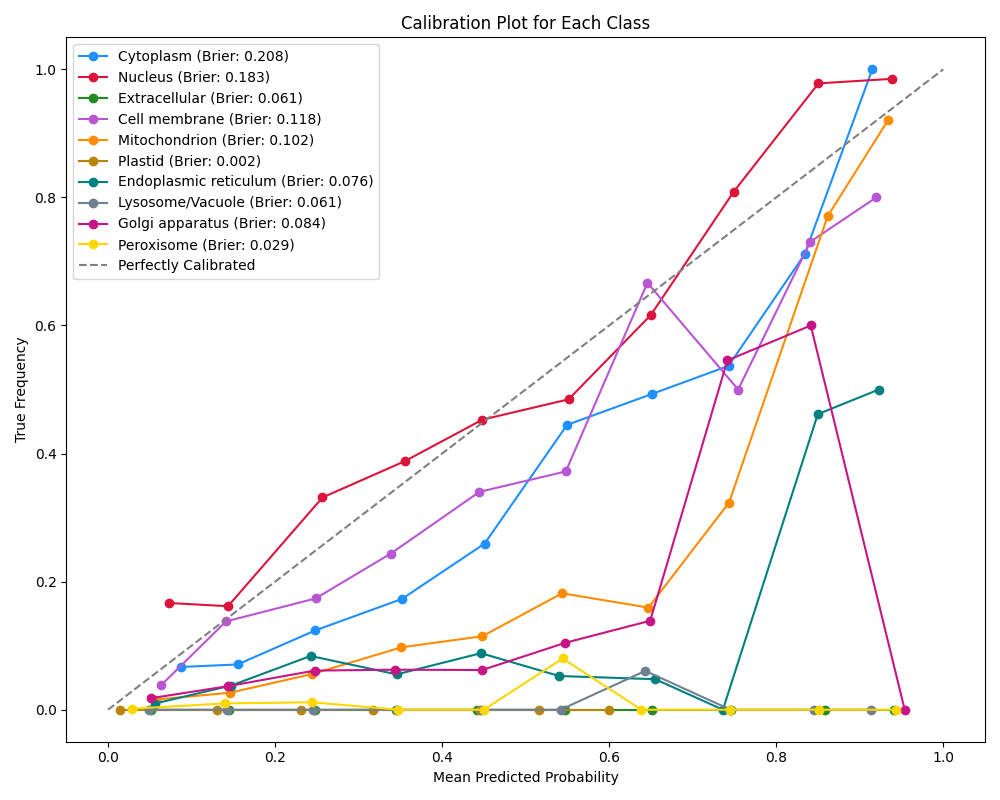 Calibration Plot for Each Class
Cytoplasm (Brier: 0.208)
Nucleus (Brier: 0.183)
Extracellular (Brier: 0.061)
Cell membrane (Brier: 0.118)
Mitochondrion (Brier: 0.102)
Plastid (Brier: 0.002)
Endoplasmic reticulum (Brier: 0.076)
Lysosome/Vacuole (Brier: 0.061)
Golgi apparatus (Brier: 0.084)
Peroxisome (Brier: 0.029)
Perfectly Calibrated
1.0
0.8
0.6
0.4
0.2
0.0
True Frequency
0.0 0.2 0.4 0.6 0.8 1.0
Mean Predicted Probability